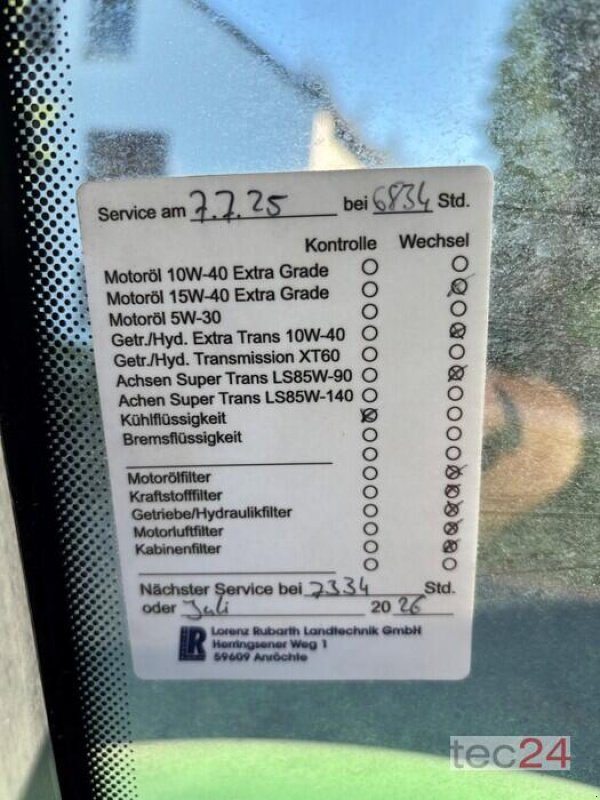 Service am 7.7.25 bei 6834 Std.
Kontrolle Wechsel
Motoröl 10W-40 Extra Grade
Motoröl 15W-40 Extra Grade
Motoröl 5W-30
Getr./Hyd. Extra Trans 10W-40
Getr./Hyd. Transmission XT60
Achsen Super Trans LS85W-90
Achen Super Trans LS85W-140
Kühlflüssigkeit
Bremsflüssigkeit
Motorölfilter
Kraftstofffilter
Getriebe/Hydraulikfilter
Motorluftfilter
Kabinenfilter
Nächster Service bei 7334 Std.
oder Juli 2026
LR Lorenz Rubarth Landtechnik GmbH
Herringsener Weg 1
59609 Anröchte
tec24